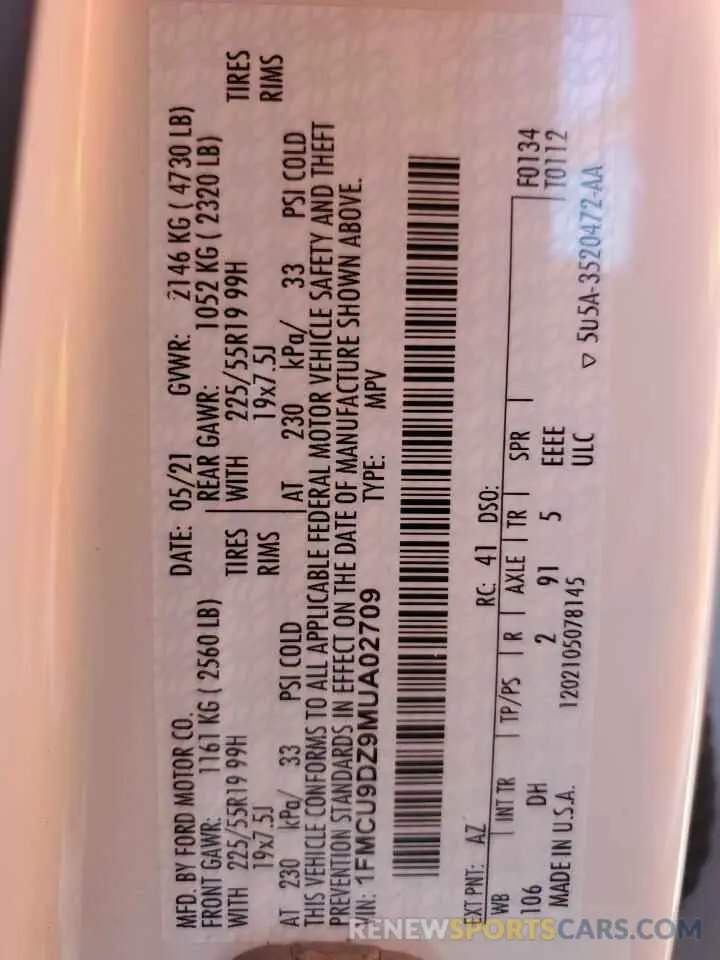 MFD. BY FORD MOTOR CO.
DATE: 05/21 GVWR: 2146 KG ( 4730 LB)
FRONT GAWR: 1161 KG ( 2560 LB) REAR GAWR: 1052 KG ( 2320 LB)
WITH 225/55R19 99H TIRES WITH 225/55R19 99H TIRES
19x7.5J RIMS 19x7.5J RIMS
AT 230 kPa/ 33 PSI COLD AT 230 kPa/ 33 PSI COLD
THIS VEHICLE CONFORMS TO ALL APPLICABLE FEDERAL MOTOR VEHICLE SAFETY AND THEFT
PREVENTION STANDARDS IN EFFECT ON THE DATE OF MANUFACTURE SHOWN ABOVE.
VIN: 1FMCU9DZ9MUA02709 TYPE: MPV
EXT PNT: AZ RC: 41 DSO:
WB INT TR TP/PS R AXLE TR SPR F0134
106 DH 2 91 5 EEEE T0112
MADE IN U.S.A. 1202105078145 ULC ▽ 5U5A-3520472-AA
RENEWSPORTSCARS.COM